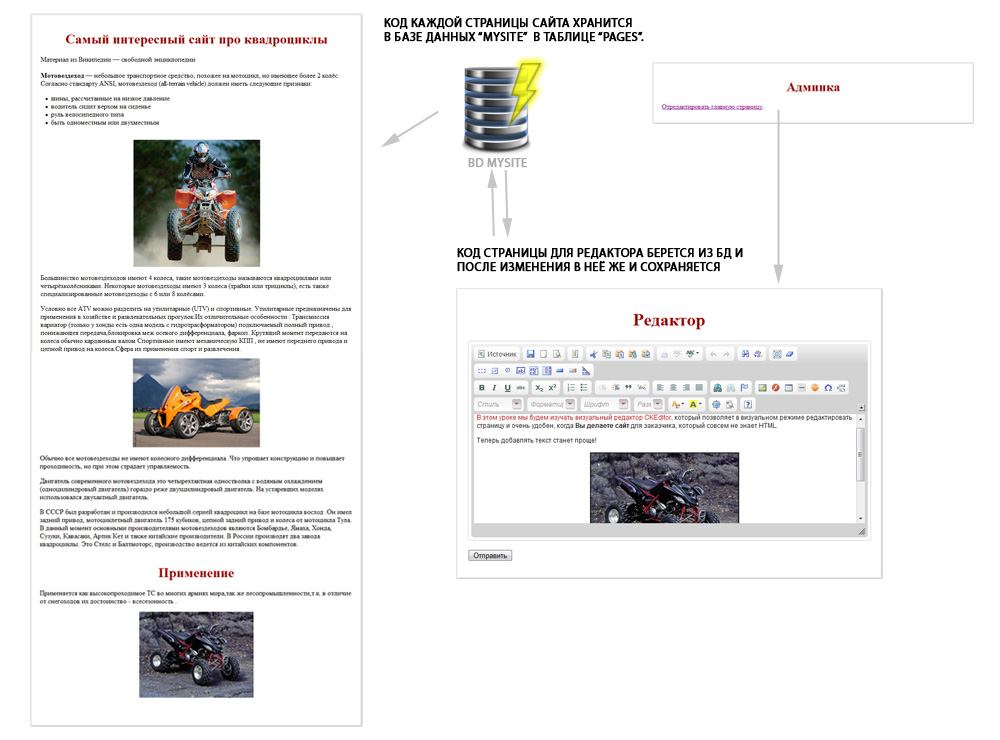 Самый интересный сайт про квадроциклы
Материал из Википедии — свободной энциклопедии
Мотовездеход — небольшое транспортное средство, похожее на мотоцикл, но имеющее более 2 колёс.
Согласно стандарту ANSI, мотовездеход (all-terrain vehicle) должен иметь следующие признаки:
шины, рассчитанные на низкое давление
водитель сидит верхом на сиденье
руль велосипедного типа
быть одноместным или двухместным
Большинство мотовездеходов имеют 4 колеса, такие мотовездеходы называются квадроциклами или
четырёхколёсниками. Некоторые мотовездеходы имеют 3 колеса (трайки или трициклы), есть также
специализированные мотовездеходы с 6 или 8 колёсами.
Условно все ATV можно разделить на утилитарные (UTV) и спортивные. Утилитарные предназначены для
применения в хозяйстве и развлекательных прогулок.Их отличительные особенности : Трансмиссия
вариатор (только у хонды есть одна модель с гидротрасформатором) подключаемый полный привод ,
понижающая передача,блокировка меж осевого дифференциала, фаркоп. Крутящий момент передаются на
колеса обычно карданным валом Спортивные имеют механическую КПП , не имеют переднего привода и
цепной привод на колеса.Сфера их применения спорт и развлечения.
Обычно все мотовездеходы не имеют колесного дифференциала . Что упрощает конструкцию и повышает
проходимость, но при этом страдает управляемость.
Двигатель современного мотовездехода это четырехтактная одностволка с водяным охлаждением
(одноцилиндровый двигатель) гораздо реже двухцилиндровый двигатель. На устаревших моделях
использовался двухактный двигатель.
В СССР был разработан и производился небольшой серией квадроцикл на базе мотоцикла восход .Он имел
задний привод, мотоциклетный двигатель 175 кубиков, цепной задний привод и колеса от мотоцикла Тула.
В данный момент основными производителями мотовездеходов являются Бомбардье, Ямаха, Хонда,
Сузуки, Кавасаки, Артик Кет и также китайские производители. В России производят два завода
квадроциклы. Это Стелс и Балтмоторс, производство ведется из китайских компонентов.
Применение
Применяется как высокопроходимое ТС во многих армиях мира,так же лесопромышленности,т.к. в отличие
от снегоходов их достоинство - всесезонность .
КОД КАЖДОЙ СТРАНИЦЫ САЙТА ХРАНИТСЯ
В БАЗЕ ДАННЫХ “MYSITE” В ТАБЛИЦЕ “PAGES”.
BD MYSITE
Админка
Отредактировать главную страницу.
КОД СТРАНИЦЫ ДЛЯ РЕДАКТОРА БЕРЕТСЯ ИЗ БД И
ПОСЛЕ ИЗМЕНЕНИЯ В НЕЕ ЖЕ И СОХРАНЯЕТСЯ
Редактор
Источник
B I U abc X₂ X²
Стиль Форматиц Шрифт Разм
В этом уроке мы будем изучать визуальный редактор CKEditor, который позволяет в визуальном режиме редактировать
страницу и очень удобен, когда Вы делаете сайт для заказчика, который совсем не знает HTML.
Теперь добавлять текст станет проще!
Отправить